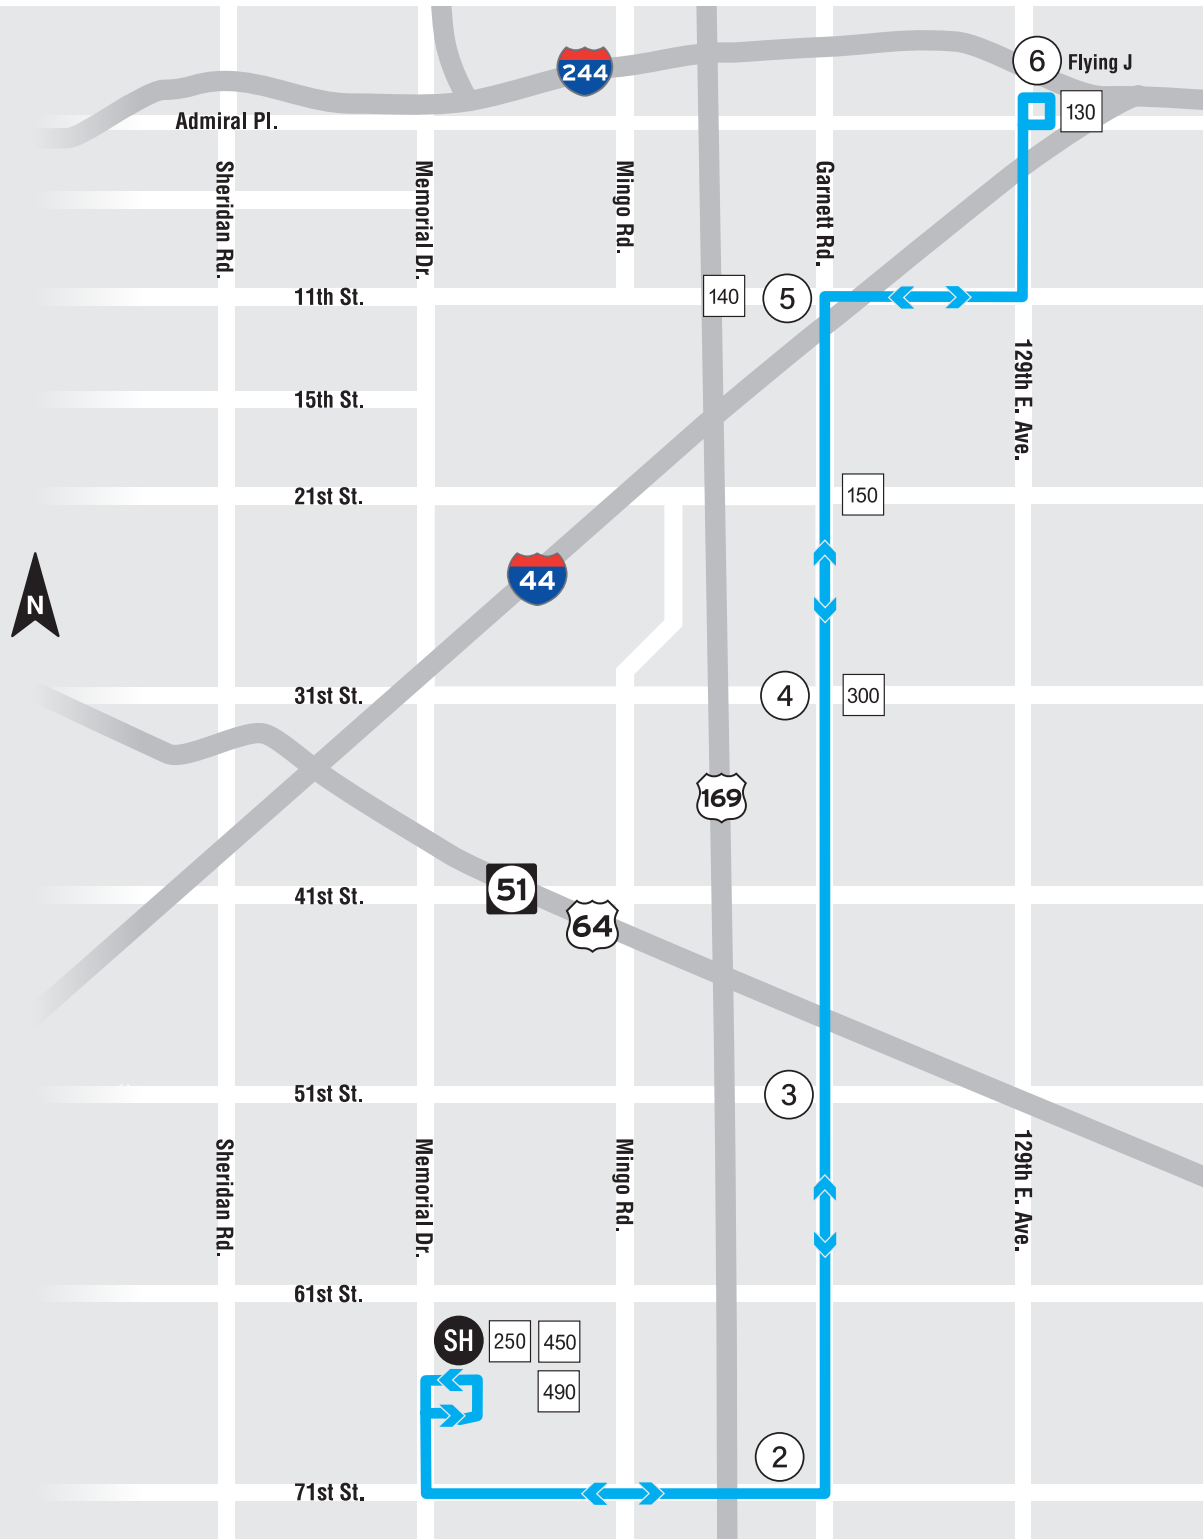 6 Flying J
244
130
Admiral Pl.
Sheridan Rd.
Memorial Dr.
Mingo Rd.
Garnett Rd.
11th St.
140
5
129th E. Ave.
15th St.
21st St.
150
44
N
31st St.
4
300
169
51
41st St.
64
51st St.
3
Sheridan Rd.
Memorial Dr.
Mingo Rd.
129th E. Ave.
61st St.
SH 250 450
490
2
71st St.